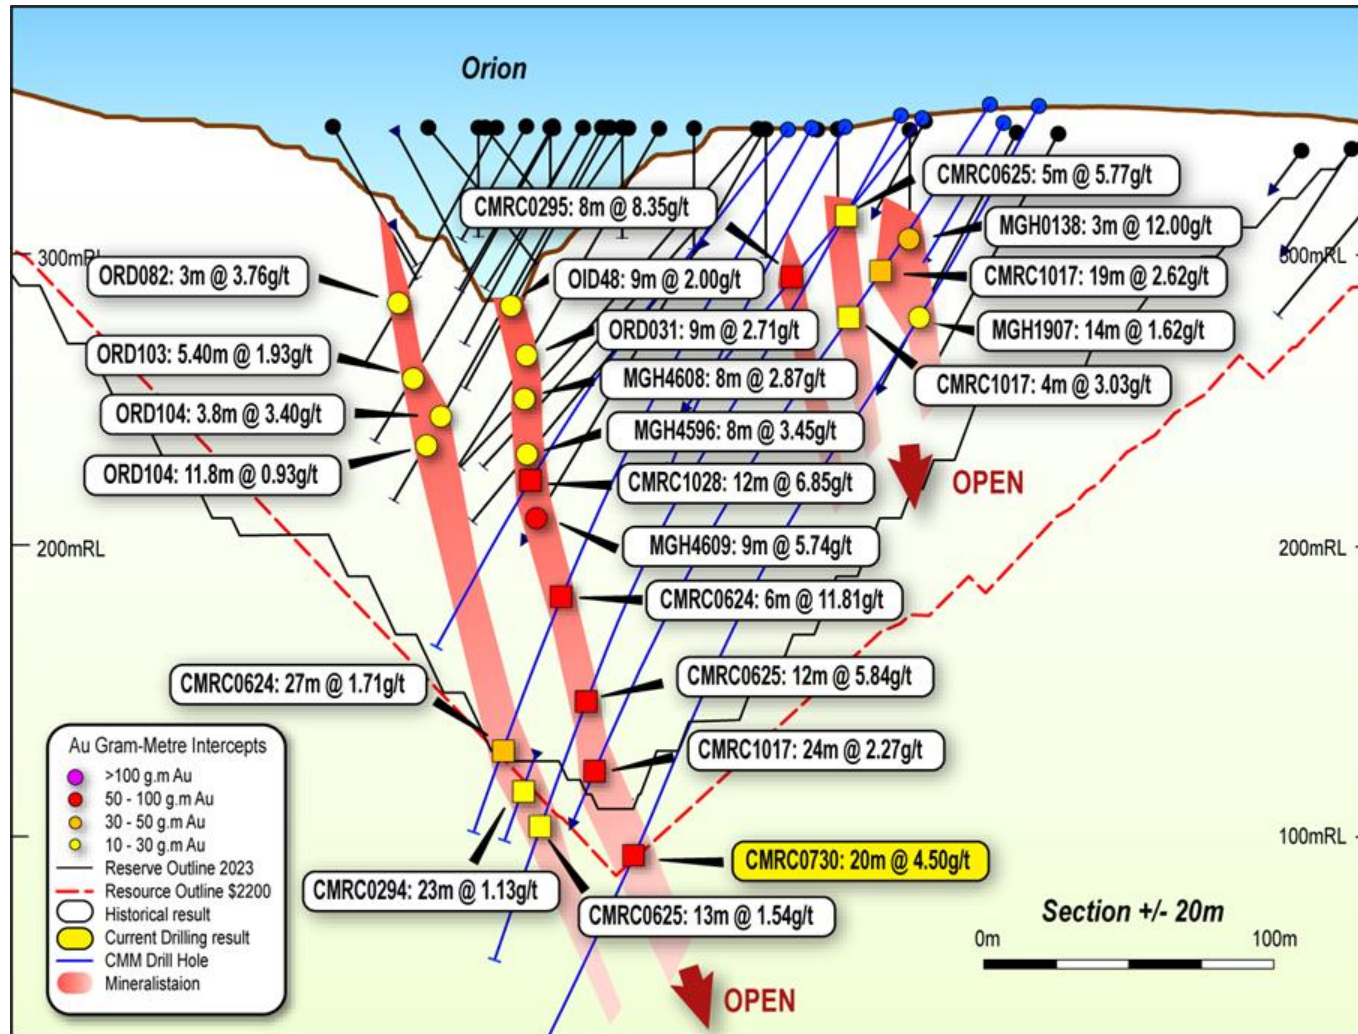 Orion
CMRC0625: 5m @ 5.77g/t
CMRC0295: 8m @ 8.35g/t
MGH0138: 3m @ 12.00g/t
300mRL
300mRL
ORD082: 3m @ 3.76g/t
OID48: 9m @ 2.00g/t
CMRC1017: 19m @ 2.62g/t
ORD031: 9m @ 2.71g/t
MGH1907: 14m @ 1.62g/t
ORD103: 5.40m @ 1.93g/t
MGH4608: 8m @ 2.87g/t
CMRC1017: 4m @ 3.03g/t
ORD104: 3.8m @ 3.40g/t
MGH4596: 8m @ 3.45g/t
ORD104: 11.8m @ 0.93g/t
CMRC1028: 12m @ 6.85g/t
OPEN
200mRL
MGH4609: 9m @ 5.74g/t
200mRL
CMRC0624: 6m @ 11.81g/t
CMRC0624: 27m @ 1.71g/t
CMRC0625: 12m @ 5.84g/t
CMRC1017: 24m @ 2.27g/t
100mRL
CMRC0730: 20m @ 4.50g/t
CMRC0294: 23m @ 1.13g/t
CMRC0625: 13m @ 1.54g/t
Section +/- 20m
0m
100m
OPEN
Au Gram-Metre Intercepts
>100 g.m Au
50 - 100 g.m Au
30 - 50 g.m Au
10 - 30 g.m Au
Reserve Outline 2023
Resource Outline $2200
Historical result
Current Drilling result
CMM Drill Hole
Mineralistaion